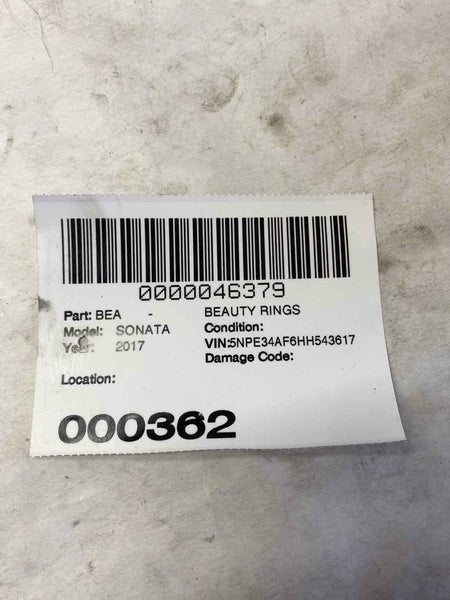 0000046379
Part: BEA - BEAUTY RINGS
Model: SONATA Condition:
Year: 2017 VIN:5NPE34AF6HH543617
Damage Code:
Location:
000362